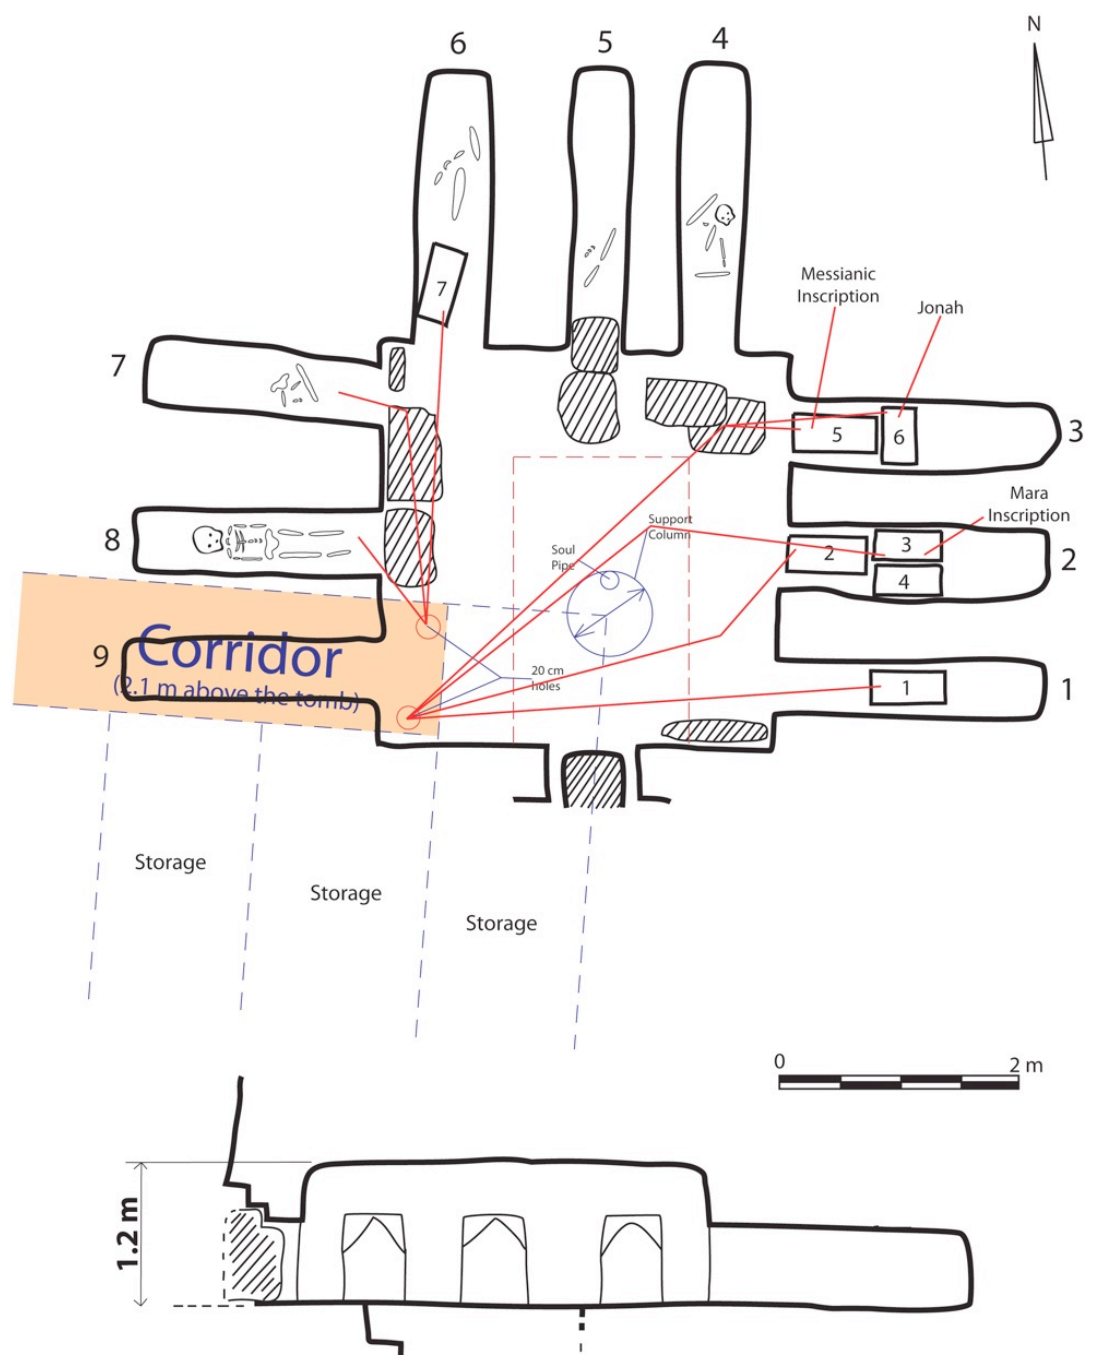 6
5
4
N
Messianic
Inscription
Jonah
7
7
5
6
3
8
Mara
Inscription
Support
Column
Soul
Pipe
2
3
4
2
9
Corridor
(2.1 m above the tomb)
20 cm
holes
1
1
Storage
Storage
Storage
0
2 m
1.2 m